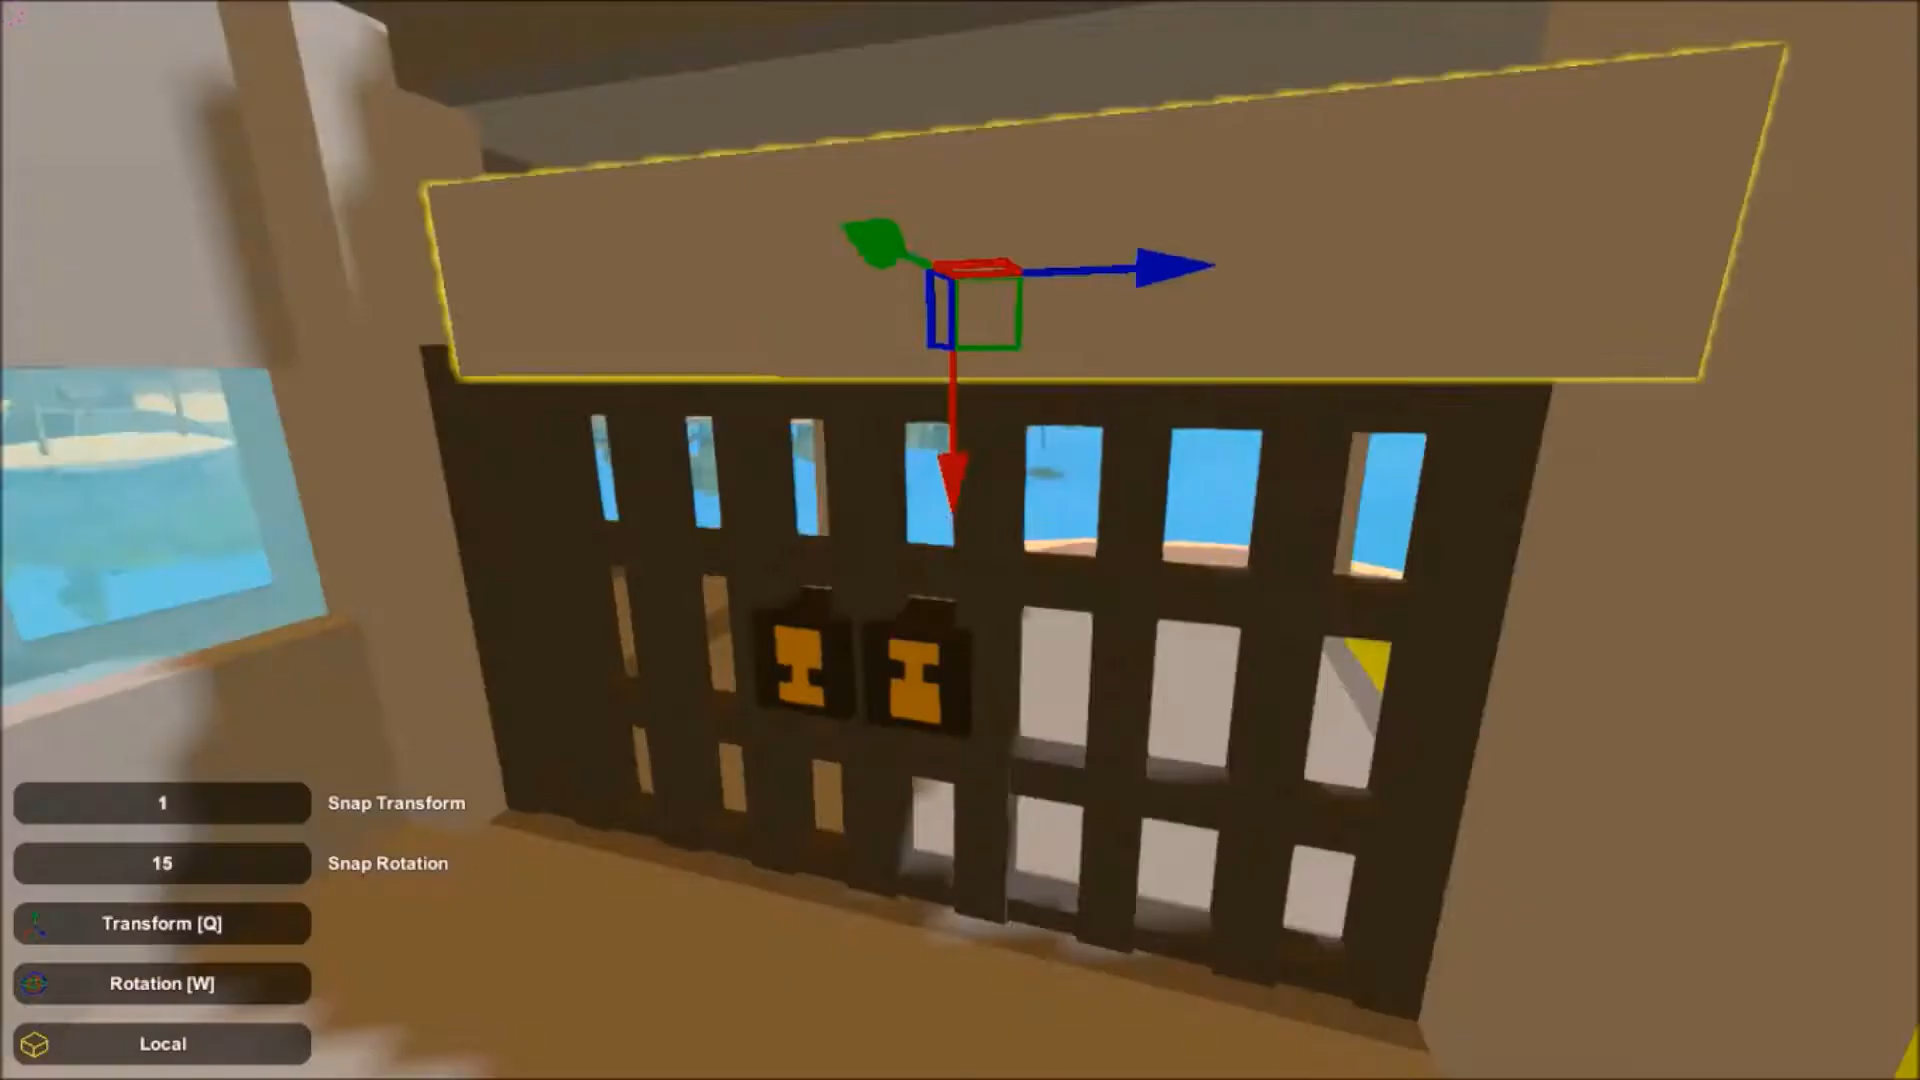 1 Snap Transform
15 Snap Rotation
Transform [Q]
Rotation [W]
Local